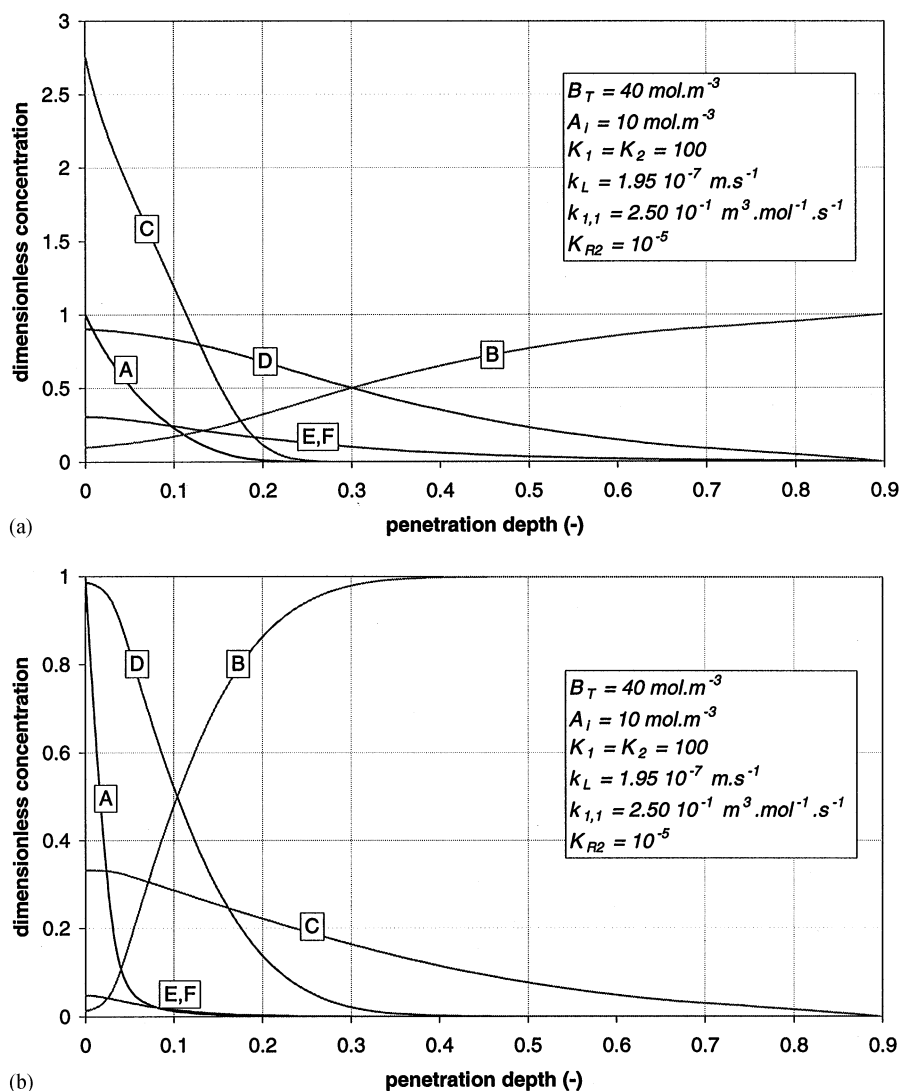 3
2.5
2
1.5
1
0.5
0
dimensionless concentration
C
A
D
B
E,F
B_T = 40 mol.m^-3
A_i = 10 mol.m^-3
K_1 = K_2 = 100
k_L = 1.95 10^-7 m.s^-1
k_1,1 = 2.50 10^-1 m^3.mol^-1.s^-1
K_R2 = 10^-5
0 0.1 0.2 0.3 0.4 0.5 0.6 0.7 0.8 0.9
penetration depth (-)
(a)
1
0.8
0.6
0.4
0.2
0
dimensionless concentration
D
B
A
C
E,F
B_T = 40 mol.m^-3
A_i = 10 mol.m^-3
K_1 = K_2 = 100
k_L = 1.95 10^-7 m.s^-1
k_1,1 = 2.50 10^-1 m^3.mol^-1.s^-1
K_R2 = 10^-5
0 0.1 0.2 0.3 0.4 0.5 0.6 0.7 0.8 0.9
penetration depth (-)
(b)